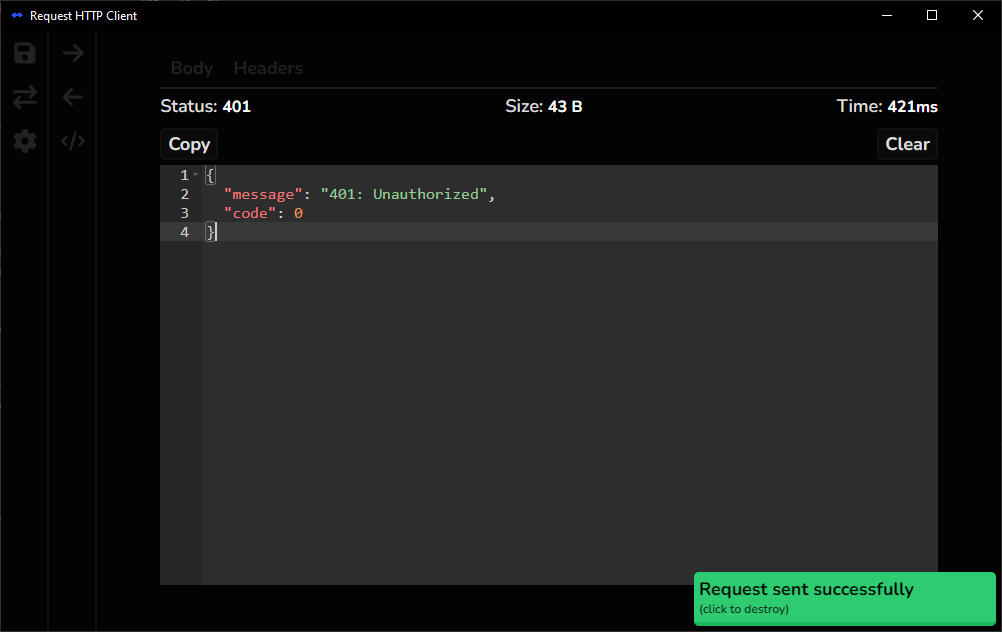 Request HTTP Client
Body Headers
Status: 401 Size: 43 B Time: 421ms
Copy Clear
1 {
2 "message": "401: Unauthorized",
3 "code": 0
4 }
Request sent successfully
(click to destroy)